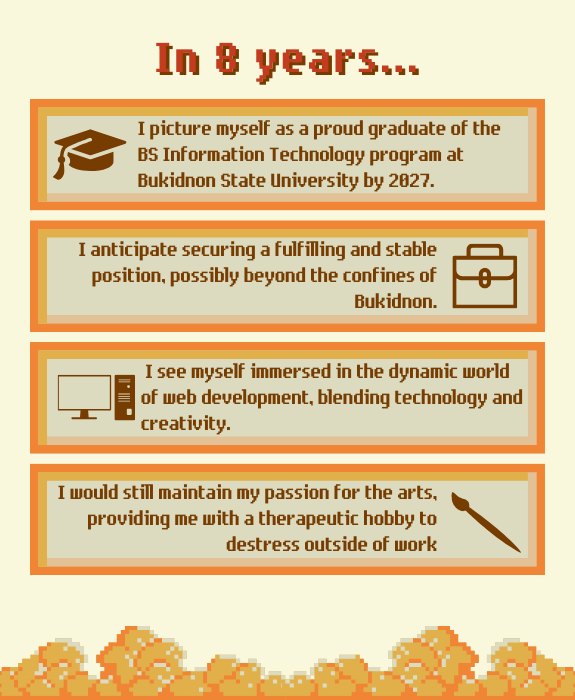 In 8 years...
I picture myself as a proud graduate of the
BS Information Technology program at
Bukidnon State University by 2027.
I anticipate securing a fulfilling and stable
position, possibly beyond the confines of
Bukidnon.
I see myself immersed in the dynamic world
of web development, blending technology and
creativity.
I would still maintain my passion for the arts,
providing me with a therapeutic hobby to
destress outside of work